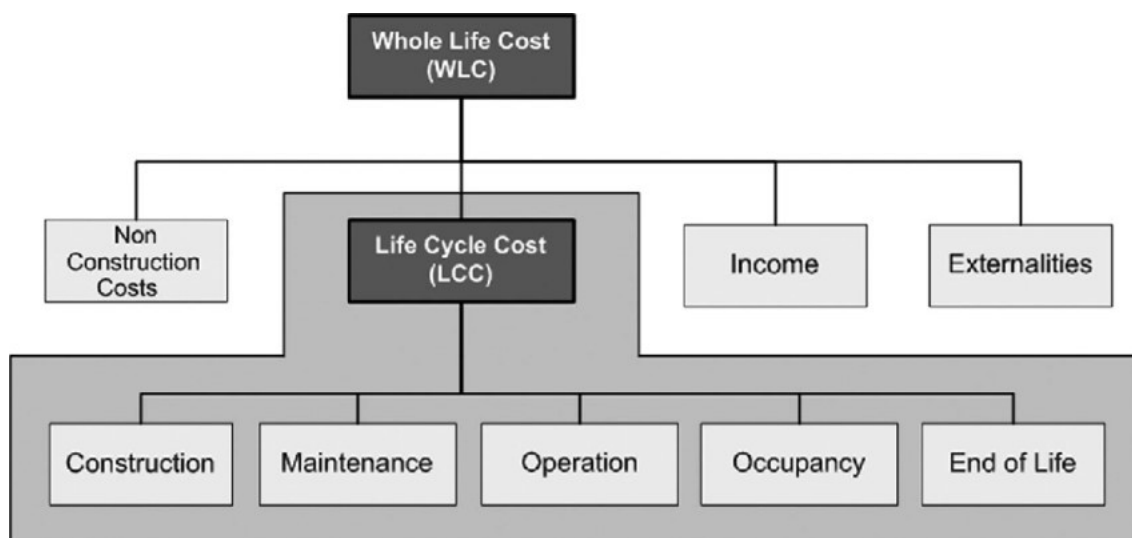 Whole Life Cost
(WLC)
Non
Construction
Costs
Life Cycle Cost
(LCC)
Income
Externalities
Construction
Maintenance
Operation
Occupancy
End of Life